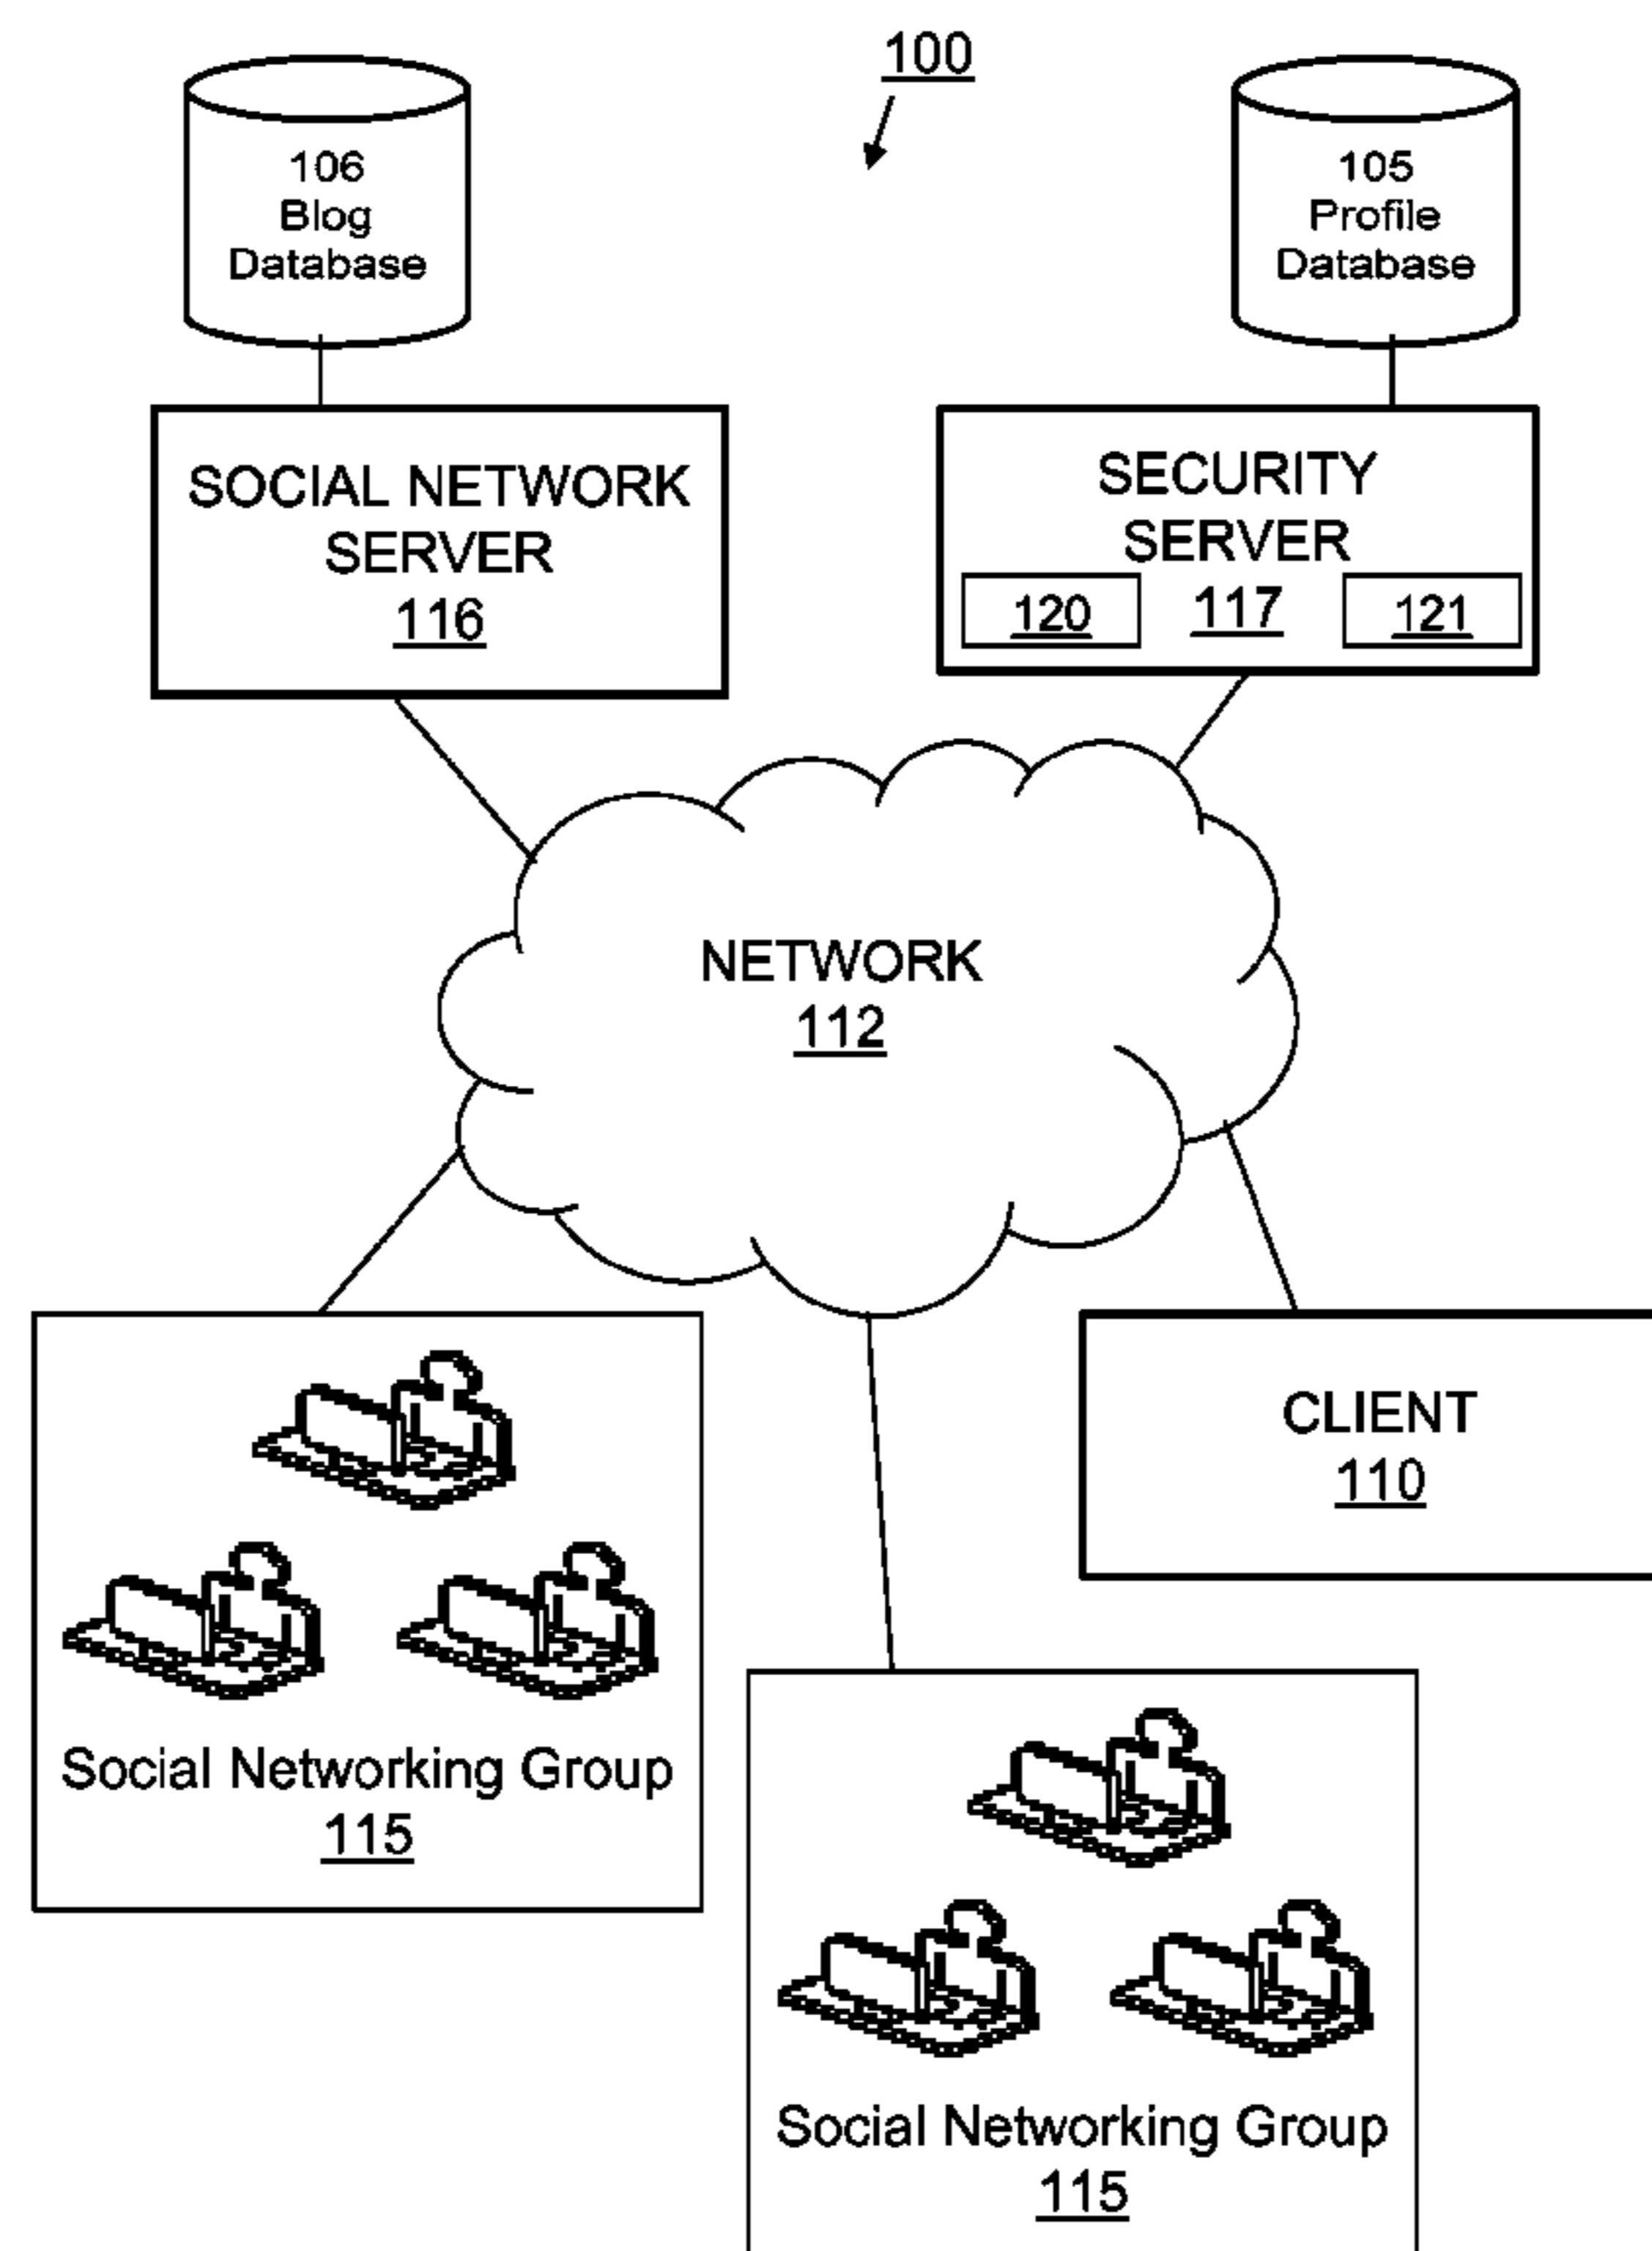 100
106
Blog
Database
105
Profile
Database
SOCIAL NETWORK
SERVER
116
SECURITY
SERVER
120
117
121
NETWORK
112
CLIENT
110
Social Networking Group
115
Social Networking Group
115